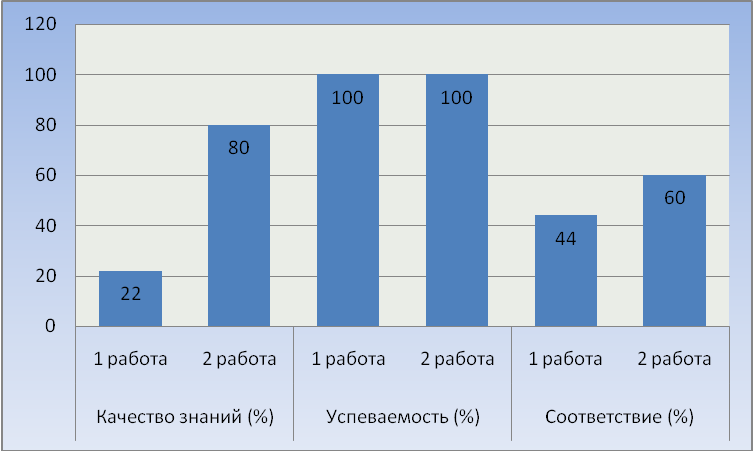 120
100
80
60
40
20
0
22
80
100
100
44
60
1 работа
2 работа
1 работа
2 работа
1 работа
2 работа
Качество знаний (%)
Успеваемость (%)
Соответствие (%)